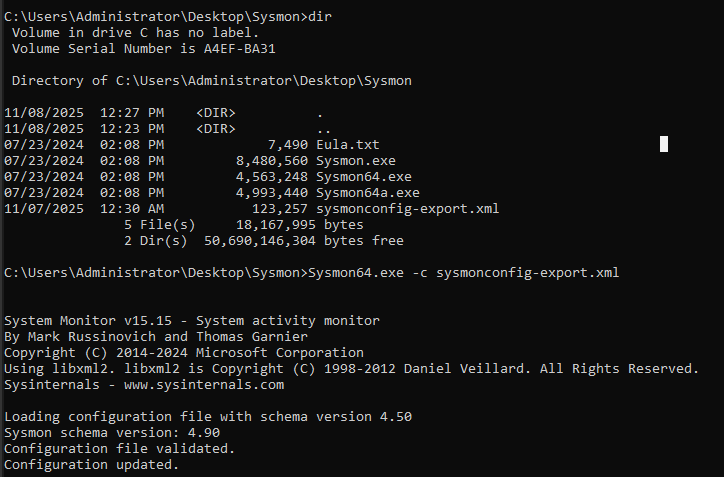 C:\Users\Administrator\Desktop\Sysmon>dir
 Volume in drive C has no label.
 Volume Serial Number is A4EF-BA31

 Directory of C:\Users\Administrator\Desktop\Sysmon

11/08/2025  12:27 PM    <DIR>          .
11/08/2025  12:23 PM    <DIR>          ..
07/23/2024  02:08 PM             7,490 Eula.txt
07/23/2024  02:08 PM         8,480,560 Sysmon.exe
07/23/2024  02:08 PM         4,563,248 Sysmon64.exe
07/23/2024  02:08 PM         4,993,440 Sysmon64a.exe
11/07/2025  12:30 AM           123,257 sysmonconfig-export.xml
               5 File(s)     18,167,995 bytes
               2 Dir(s)  50,690,146,304 bytes free

C:\Users\Administrator\Desktop\Sysmon>Sysmon64.exe -c sysmonconfig-export.xml


System Monitor v15.15 - System activity monitor
By Mark Russinovich and Thomas Garnier
Copyright (C) 2014-2024 Microsoft Corporation
Using libxml2. libxml2 is Copyright (C) 1998-2012 Daniel Veillard. All Rights Reserved.
Sysinternals - www.sysinternals.com

Loading configuration file with schema version 4.50
Sysmon schema version: 4.90
Configuration file validated.
Configuration updated.